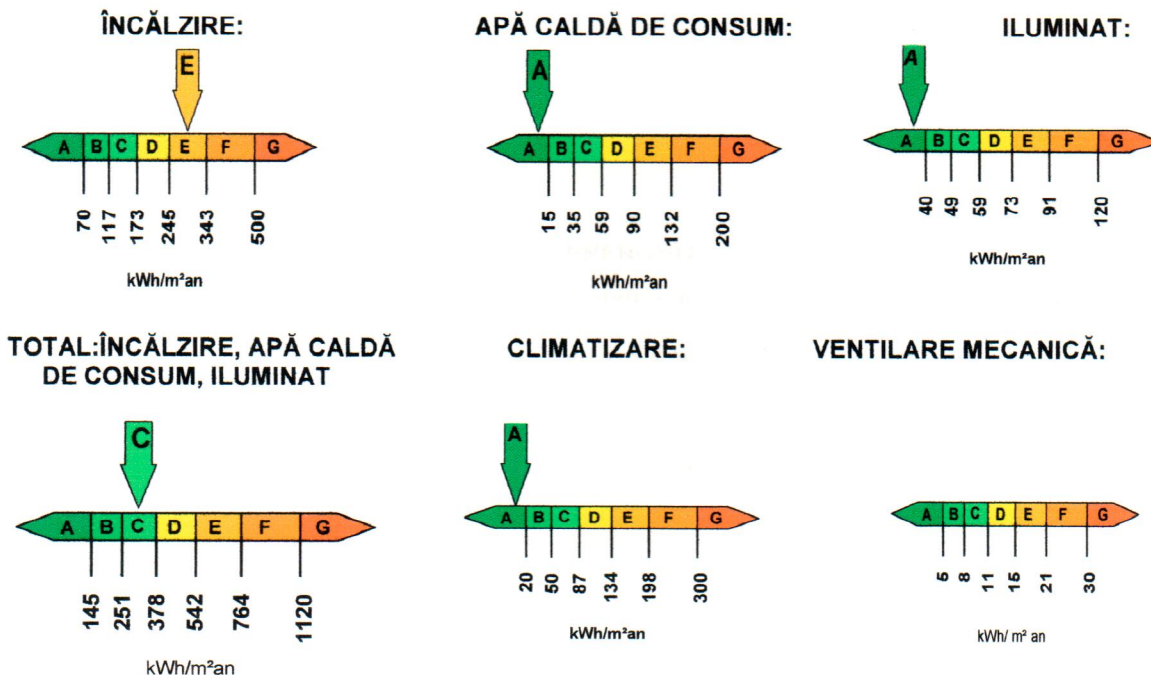 ÎNCĂLZIRE:
E
A B C D E F G
70 117 173 245 343 500
kWh/m²an
APĂ CALDĂ DE CONSUM:
A
A B C D E F G
15 35 59 90 132 200
kWh/m²an
ILUMINAT:
A
A B C D E F G
40 49 59 73 91 120
kWh/m²an
TOTAL:ÎNCĂLZIRE, APĂ CALDĂ
DE CONSUM, ILUMINAT
C
A B C D E F G
145 251 378 542 764 1120
kWh/m²an
CLIMATIZARE:
A
A B C D E F G
20 50 87 134 198 300
kWh/m²an
VENTILARE MECANICĂ:
A B C D E F G
5 8 11 15 21 30
kWh/ m² an